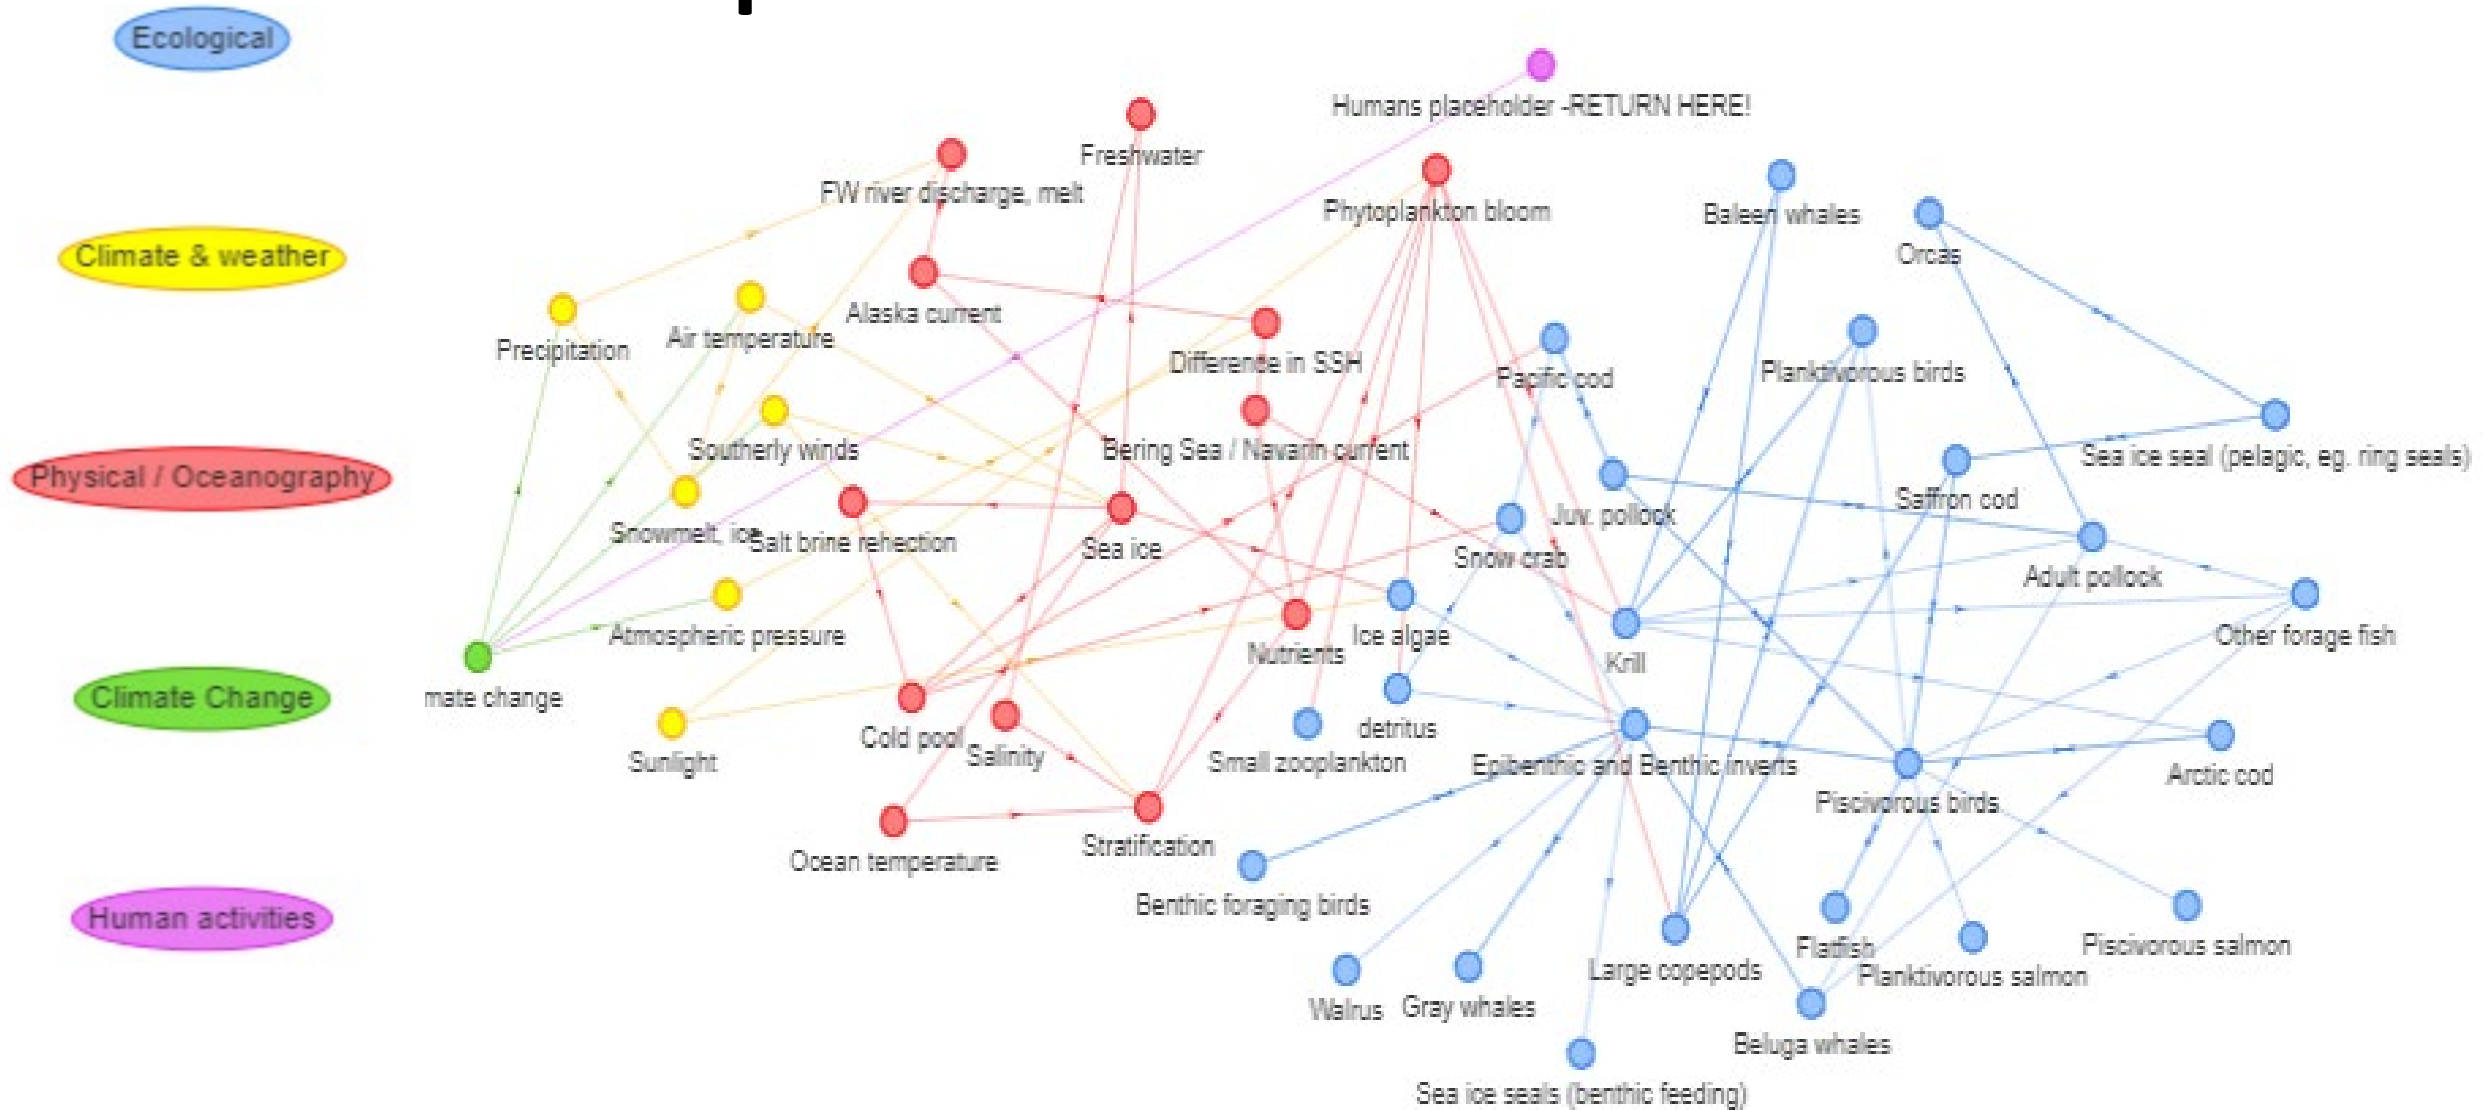 Ecological
Humans placeholder -RETURN HERE!
Freshwater
FW river discharge, melt
Phytoplankton bloom
Baleen whales
Orcas
Climate & weather
Alaska current
Precipitation
Air temperature
Difference in SSH
Pacific cod
Planktivorous birds
Southerly winds
Bering Sea / Navarin current
Sea ice seal (pelagic, eg. ring seals)
Physical / Oceanography
Saffron cod
Juv. pollock
Snowmelt, ice
Salt brine rehection
Sea ice
Snow crab
Adult pollock
Atmospheric pressure
Ice algae
Other forage fish
Nutrients
Krill
Climate Change
mate change
Cold pool
Salinity
detritus
Sunlight
Small zooplankton
Epibenthic and Benthic inverts
Arctic cod
Piscivorous birds
Ocean temperature
Stratification
Human activities
Benthic foraging birds
Flatfish
Piscivorous salmon
Large copepods
Planktivorous salmon
Walrus
Gray whales
Beluga whales
Sea ice seals (benthic feeding)